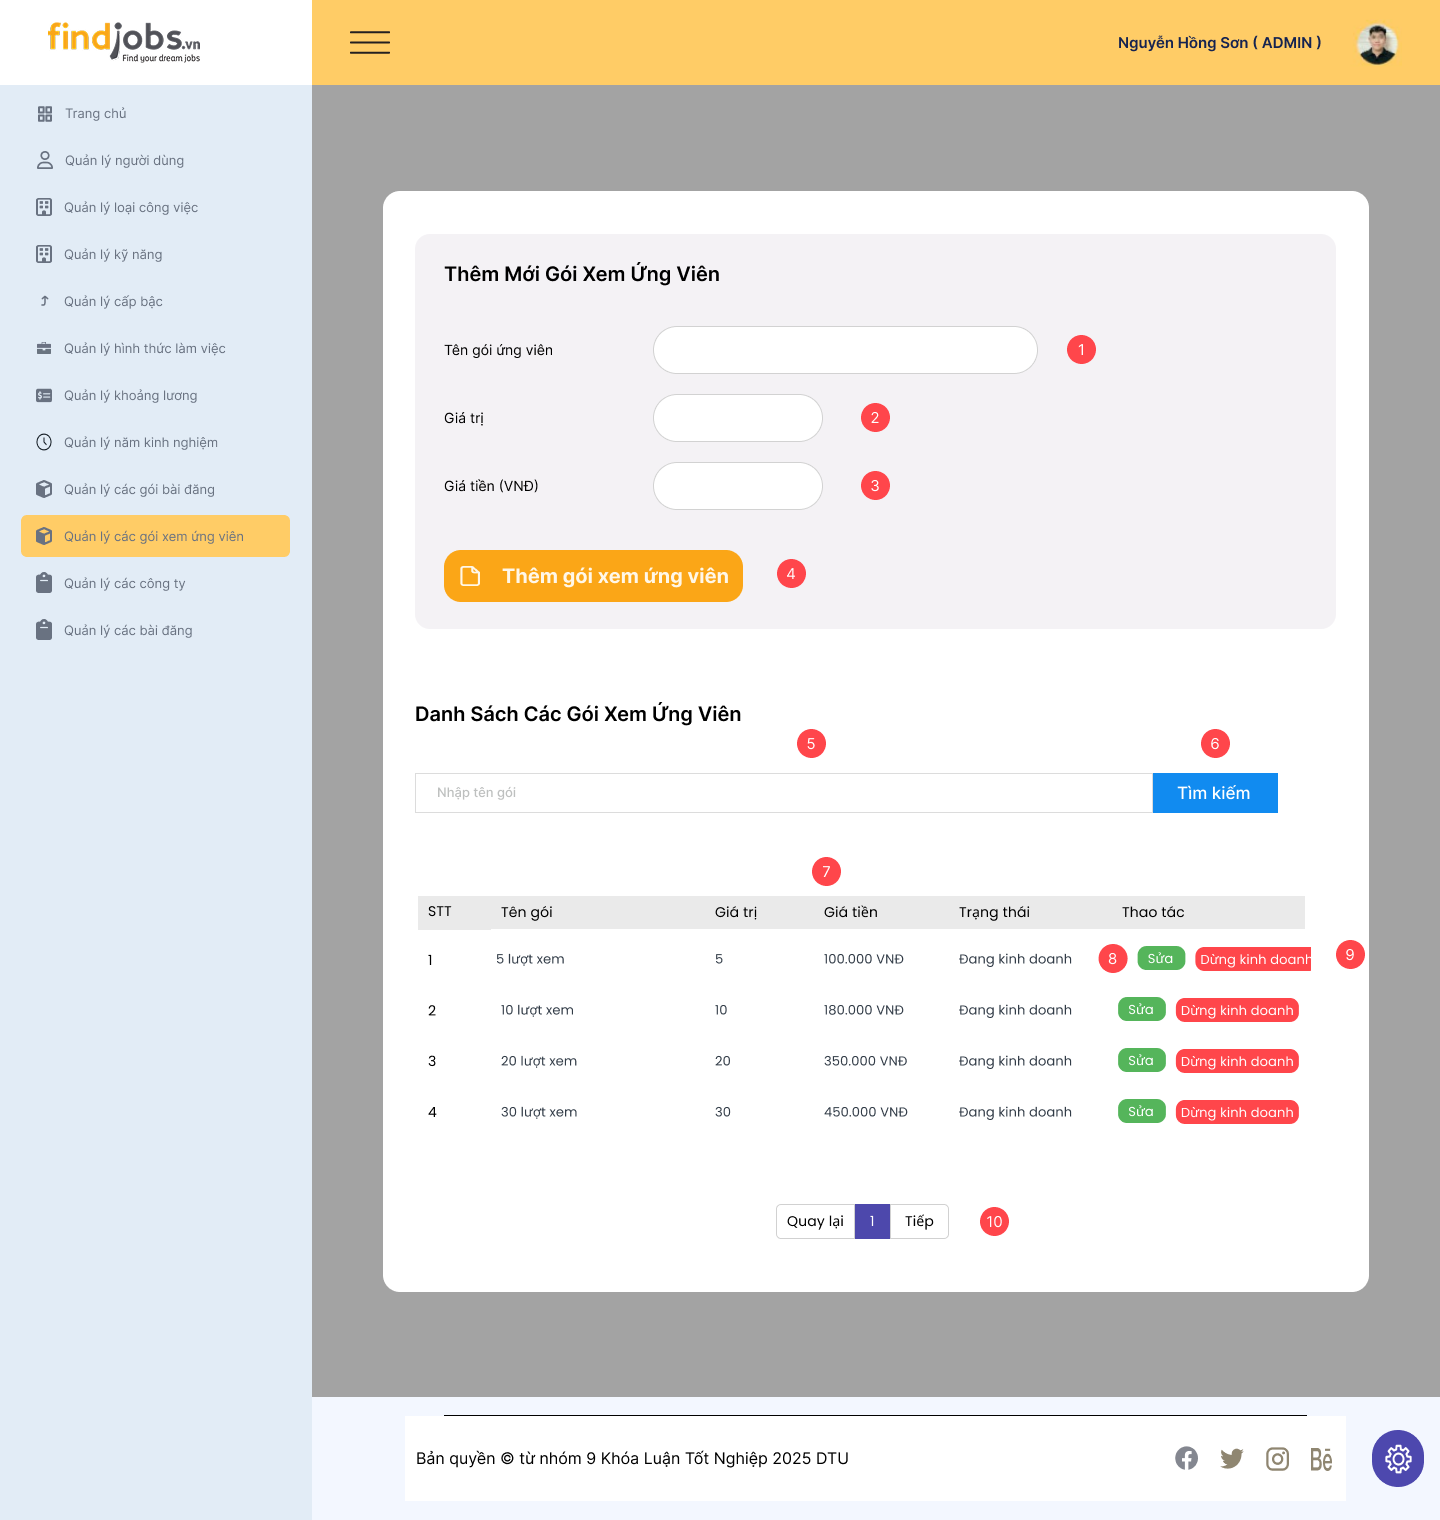 findjobs.vn
Find your dream jobs
Nguyễn Hồng Sơn ( ADMIN )
Trang chủ
Quản lý người dùng
Quản lý loại công việc
Quản lý kỹ năng
Quản lý cấp bậc
Quản lý hình thức làm việc
Quản lý khoảng lương
Quản lý năm kinh nghiệm
Quản lý các gói bài đăng
Quản lý các gói xem ứng viên
Quản lý các công ty
Quản lý các bài đăng
Thêm Mới Gói Xem Ứng Viên
Tên gói ứng viên 1
Giá trị 2
Giá tiền (VNĐ) 3
Thêm gói xem ứng viên 4
Danh Sách Các Gói Xem Ứng Viên
5 6
Nhập tên gói Tìm kiếm
7
STT Tên gói Giá trị Giá tiền Trạng thái Thao tác
1 5 lượt xem 5 100.000 VNĐ Đang kinh doanh 8 Sửa Dừng kinh doanh 9
2 10 lượt xem 10 180.000 VNĐ Đang kinh doanh Sửa Dừng kinh doanh
3 20 lượt xem 20 350.000 VNĐ Đang kinh doanh Sửa Dừng kinh doanh
4 30 lượt xem 30 450.000 VNĐ Đang kinh doanh Sửa Dừng kinh doanh
Quay lại 1 Tiếp 10
Bản quyền © từ nhóm 9 Khóa Luận Tốt Nghiệp 2025 DTU